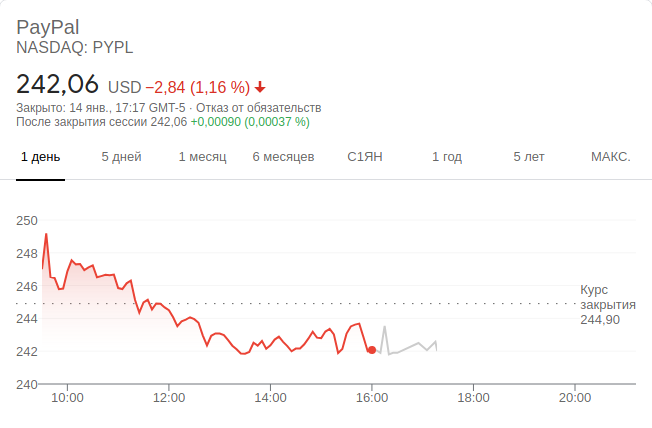 PayPal
NASDAQ: PYPL
242,06 USD −2,84 (1,16 %)
Закрыто: 14 янв., 17:17 GMT-5 · Отказ от обязательств
После закрытия сессии 242,06 +0,00090 (0,00037 %)
1 день 5 дней 1 месяц 6 месяцев С1ЯН 1 год 5 лет МАКС.
250
248
246
244
242
240
Курс
закрытия
244,90
10:00 12:00 14:00 16:00 18:00 20:00